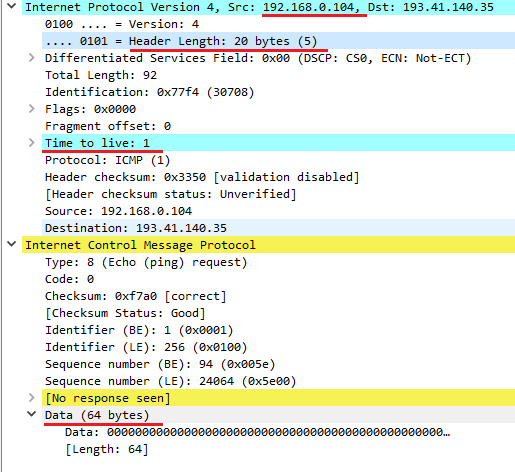 Internet Protocol Version 4, Src: 192.168.0.104, Dst: 193.41.140.35
0100 .... = Version: 4
.... 0101 = Header Length: 20 bytes (5)
Differentiated Services Field: 0x00 (DSCP: CS0, ECN: Not-ECT)
Total Length: 92
Identification: 0x77f4 (30708)
Flags: 0x0000
Fragment offset: 0
Time to live: 1
Protocol: ICMP (1)
Header checksum: 0x3350 [validation disabled]
[Header checksum status: Unverified]
Source: 192.168.0.104
Destination: 193.41.140.35
Internet Control Message Protocol
Type: 8 (Echo (ping) request)
Code: 0
Checksum: 0xf7a0 [correct]
[Checksum Status: Good]
Identifier (BE): 1 (0x0001)
Identifier (LE): 256 (0x0100)
Sequence number (BE): 94 (0x005e)
Sequence number (LE): 24064 (0x5e00)
[No response seen]
Data (64 bytes)
Data: 000000000000000000000000000000000000000000000000…
[Length: 64]